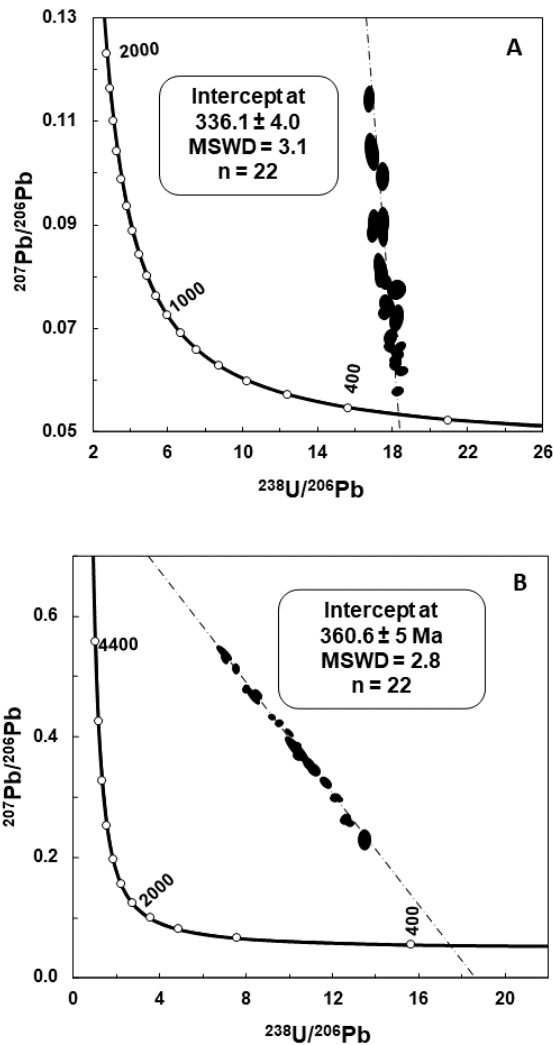 A
0.13
0.11
0.09
0.07
0.05
²⁰⁷Pb/²⁰⁶Pb
2000
1000
400
Intercept at
336.1 ± 4.0
MSWD = 3.1
n = 22
2 6 10 14 18 22 26
²³⁸U/²⁰⁶Pb
B
0.6
0.4
0.2
0.0
²⁰⁷Pb/²⁰⁶Pb
4400
2000
400
Intercept at
360.6 ± 5 Ma
MSWD = 2.8
n = 22
0 4 8 12 16 20
²³⁸U/²⁰⁶Pb